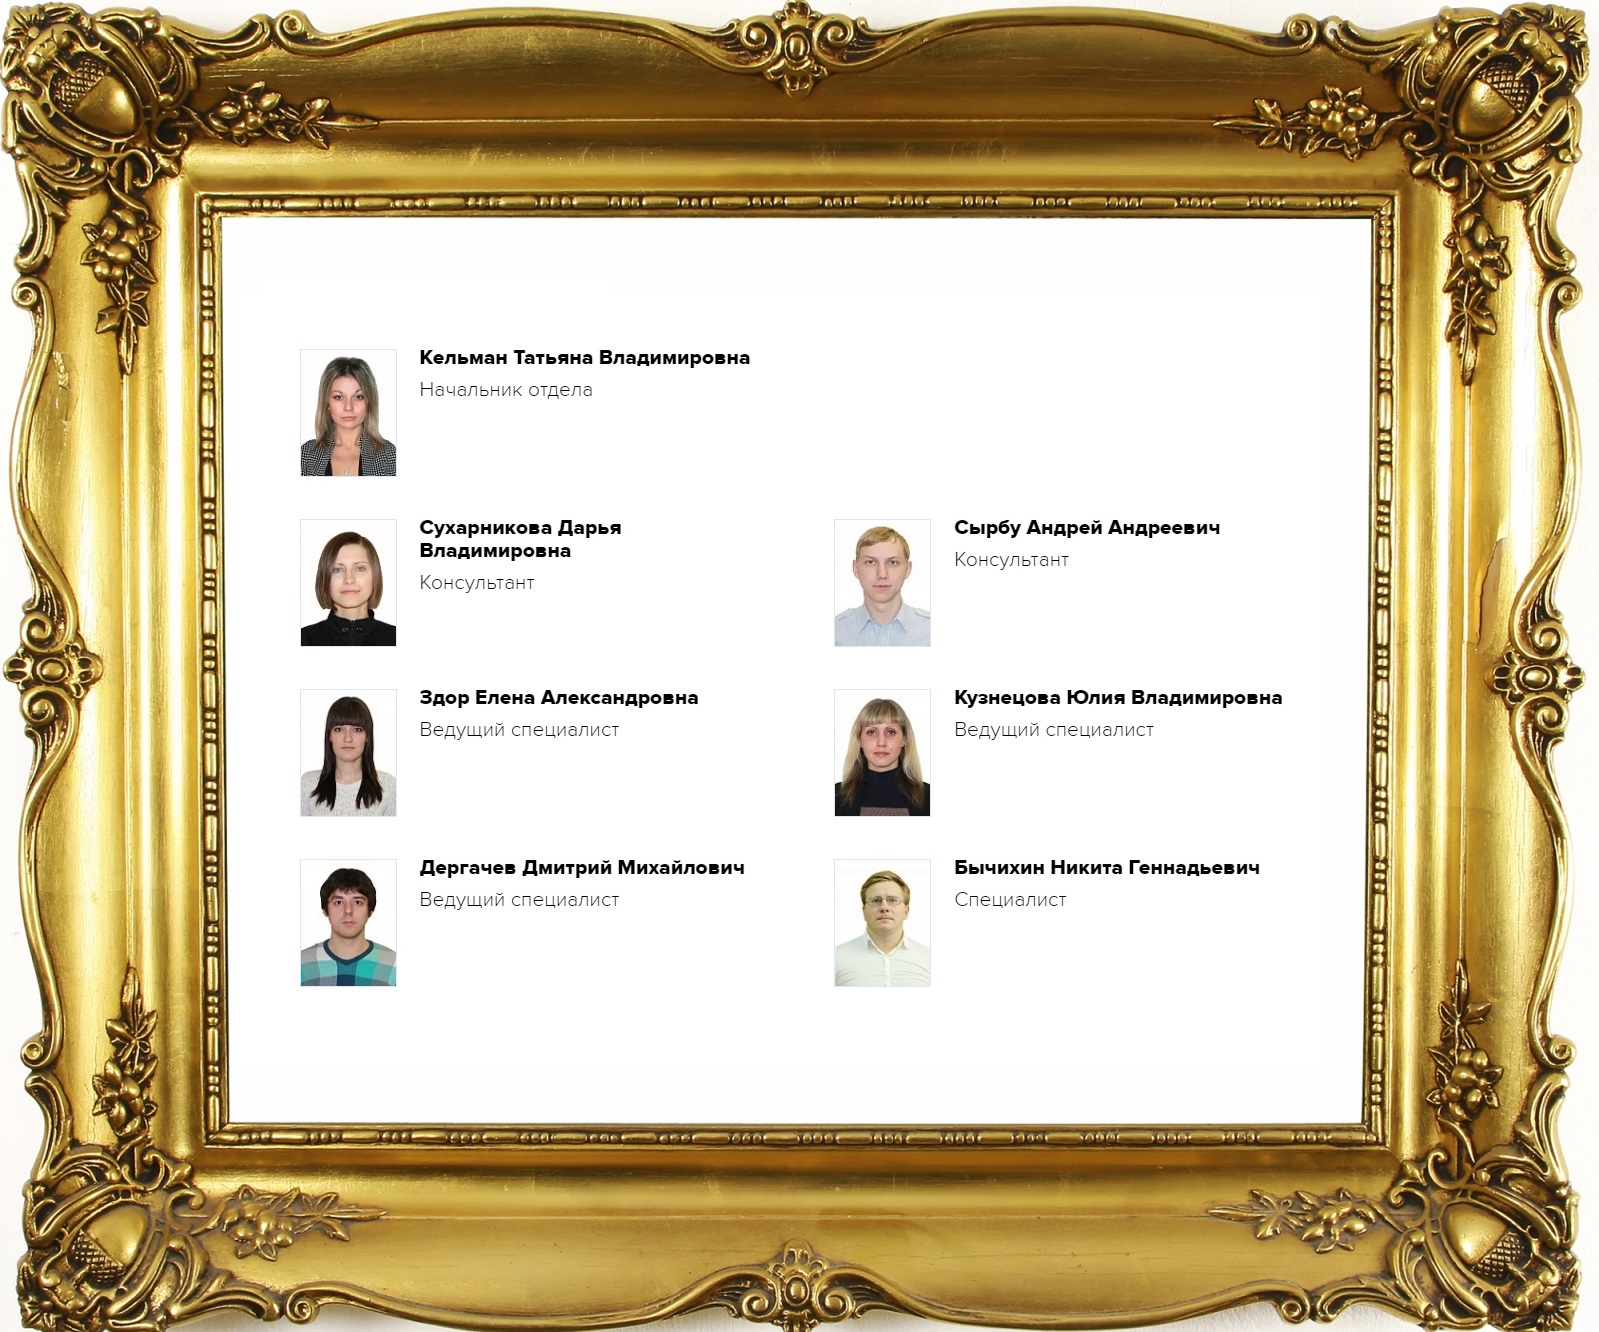 Кельман Татьяна Владимировна
Начальник отдела
Сухарникова Дарья
Владимировна
Консультант
Сырбу Андрей Андреевич
Консультант
Здор Елена Александровна
Ведущий специалист
Кузнецова Юлия Владимировна
Ведущий специалист
Дергачев Дмитрий Михайлович
Ведущий специалист
Бычихин Никита Геннадьевич
Специалист